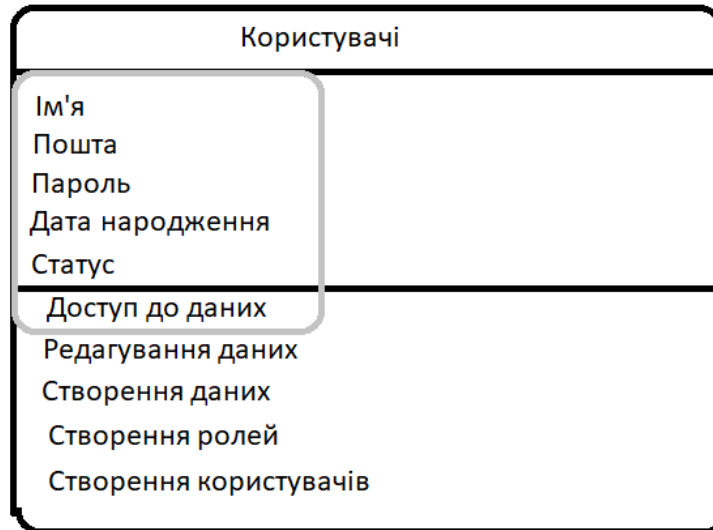 Користувачі
Ім'я
Пошта
Пароль
Дата народження
Статус
Доступ до даних
Редагування даних
Створення даних
Створення ролей
Створення користувачів